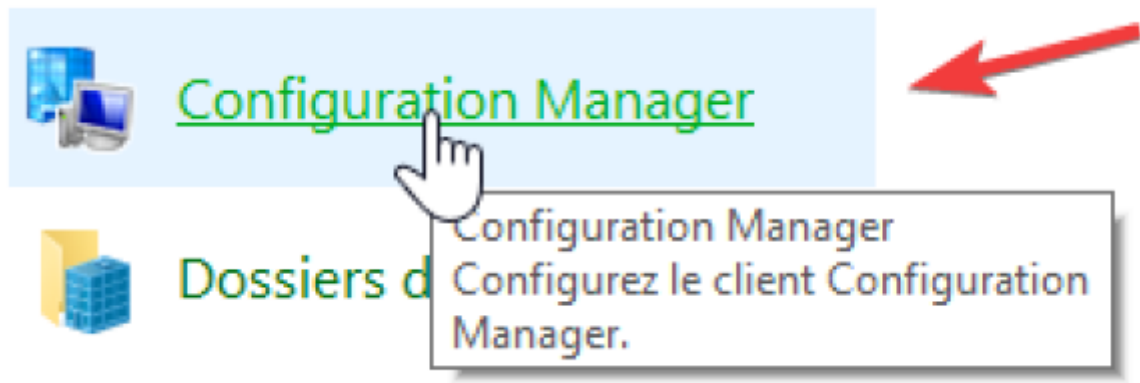 Configuration Manager
Dossiers d
Configuration Manager
Configurez le client Configuration
Manager.